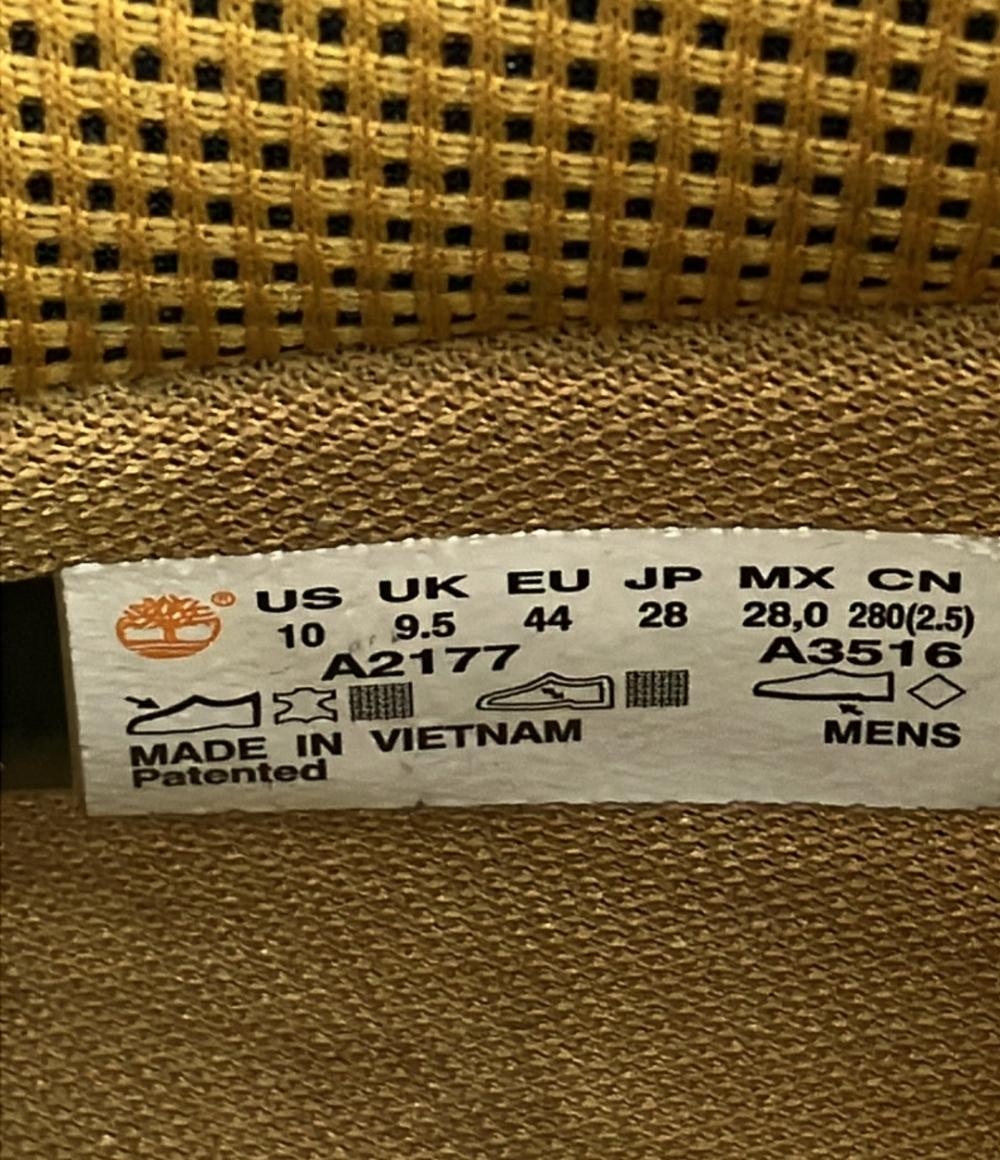 ® US UK EU JP MX CN
10 9.5 44 28 28,0 280(2.5)
A2177 A3516
MADE IN VIETNAM MENS
Patented